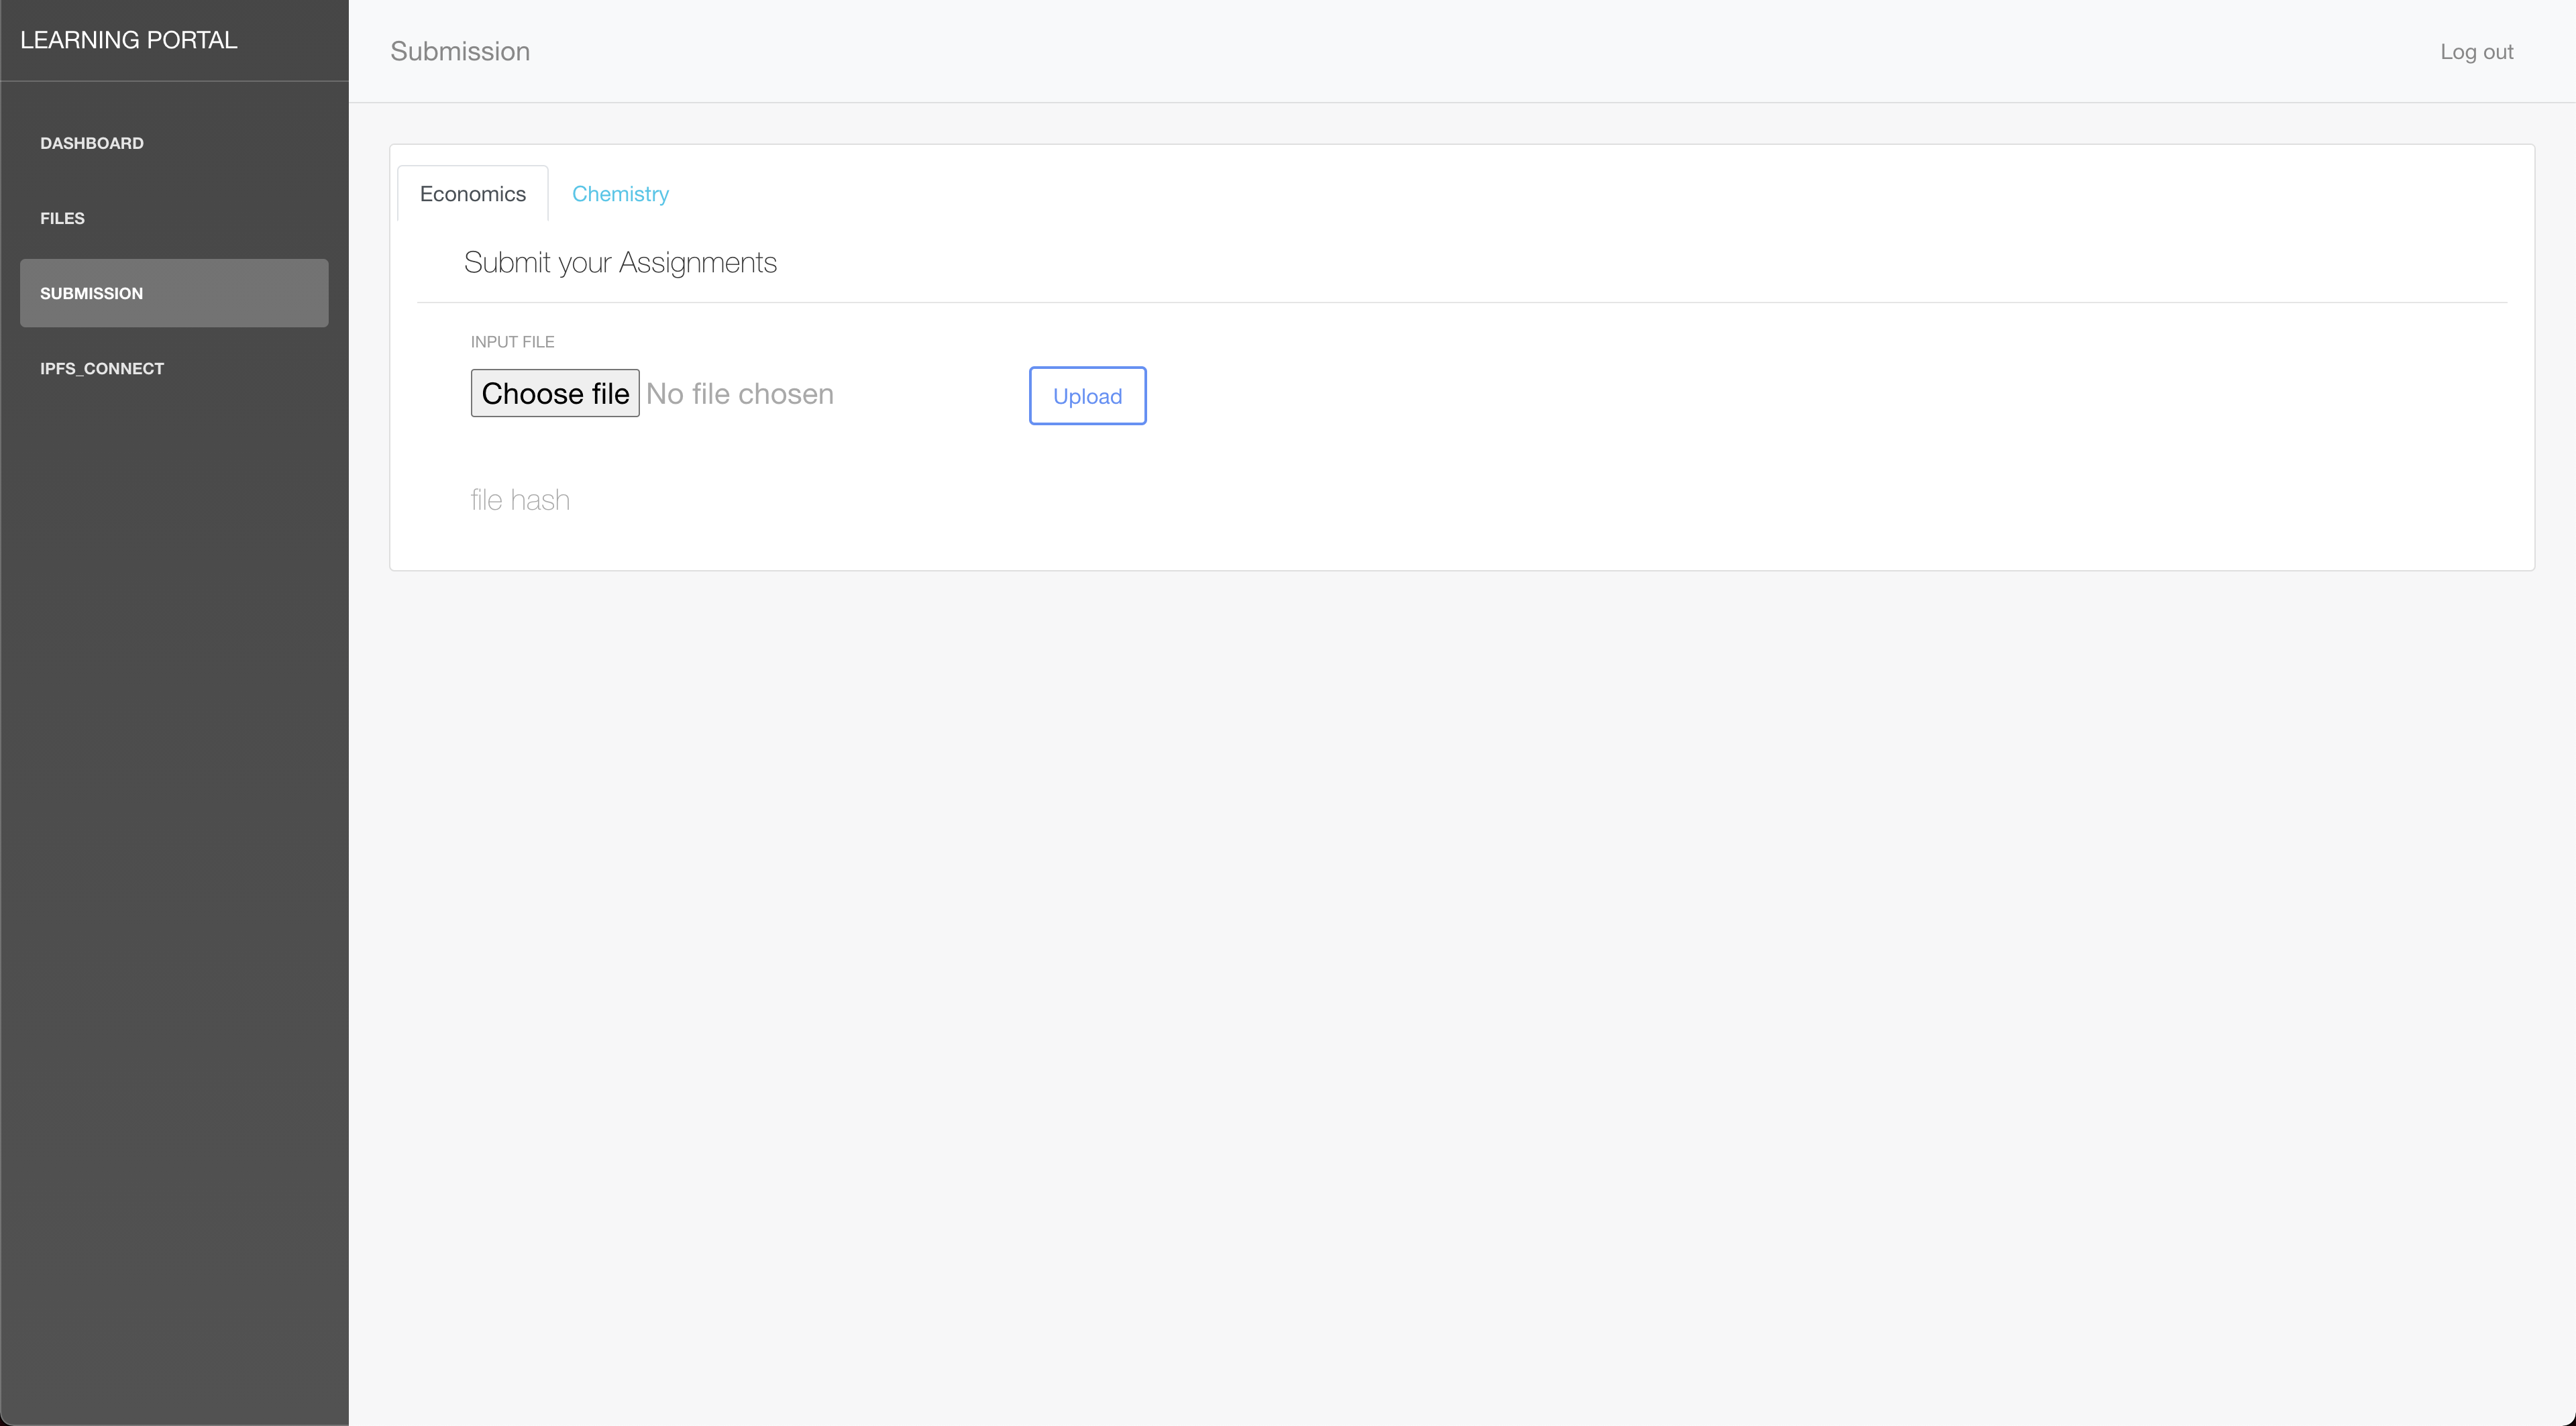 LEARNING PORTAL
Submission
Log out
DASHBOARD
FILES
SUBMISSION
IPFS_CONNECT
Economics
Chemistry
Submit your Assignments
INPUT FILE
Choose file No file chosen
Upload
file hash